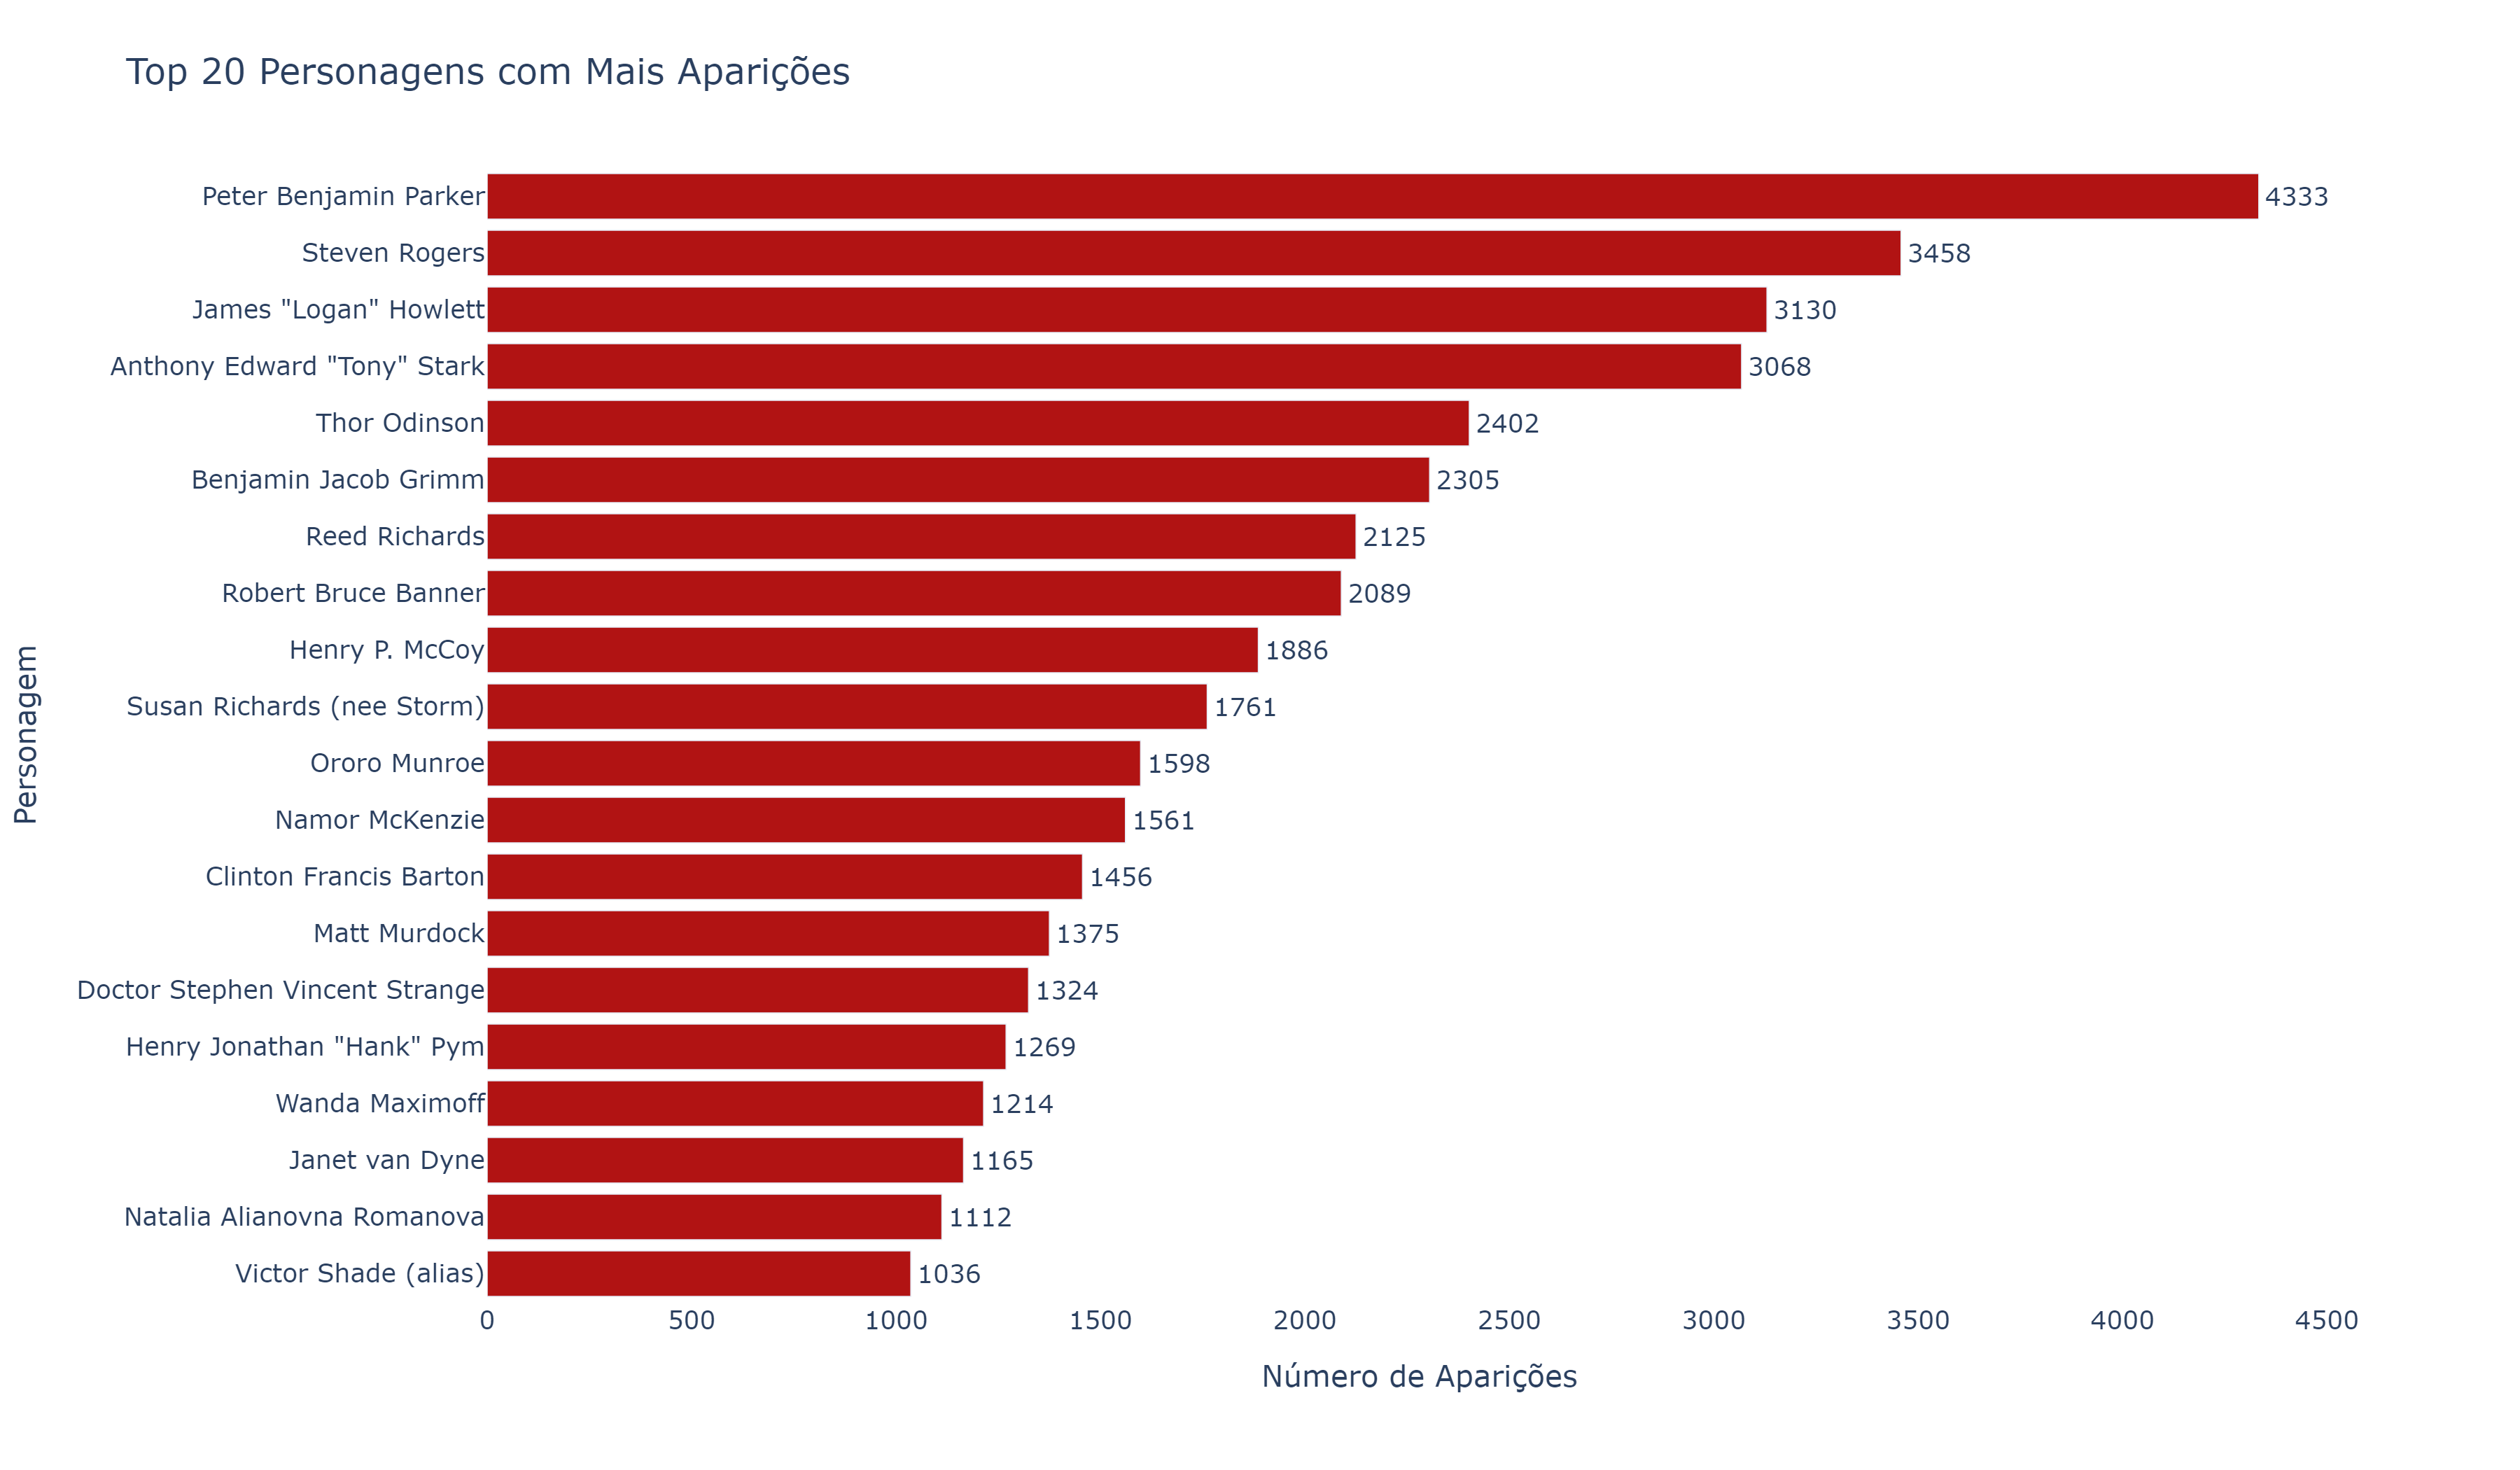 Top 20 Personagens com Mais Aparições
Personagem
Peter Benjamin Parker 4333
Steven Rogers 3458
James "Logan" Howlett 3130
Anthony Edward "Tony" Stark 3068
Thor Odinson 2402
Benjamin Jacob Grimm 2305
Reed Richards 2125
Robert Bruce Banner 2089
Henry P. McCoy 1886
Susan Richards (nee Storm) 1761
Ororo Munroe 1598
Namor McKenzie 1561
Clinton Francis Barton 1456
Matt Murdock 1375
Doctor Stephen Vincent Strange 1324
Henry Jonathan "Hank" Pym 1269
Wanda Maximoff 1214
Janet van Dyne 1165
Natalia Alianovna Romanova 1112
Victor Shade (alias) 1036
0 500 1000 1500 2000 2500 3000 3500 4000 4500
Número de Aparições